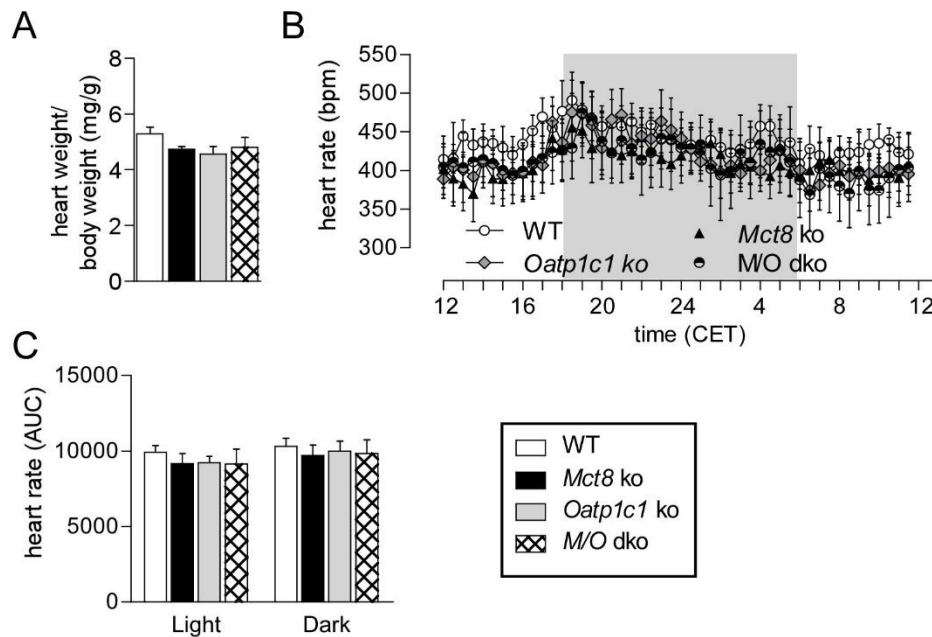 A
heart weight/
body weight (mg/g)
8
6
4
2
0
B
heart rate (bpm)
550
500
450
400
350
300
WT
Mct8 ko
Oatp1c1 ko
M/O dko
12 16 20 24 4 8 12
time (CET)
C
heart rate (AUC)
15000
10000
5000
0
Light Dark
WT
Mct8 ko
Oatp1c1 ko
M/O dko